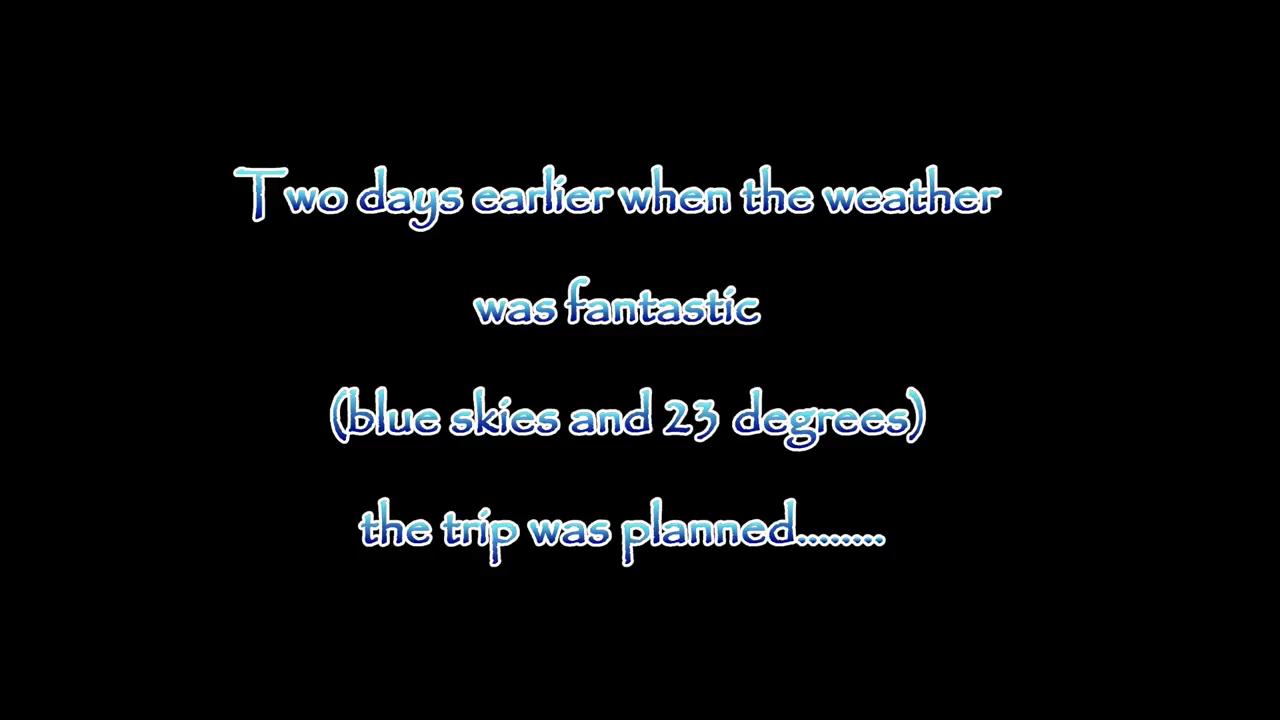 Two days earlier when the weather
was fantastic
(blue skies and 23 degrees)
the trip was planned........